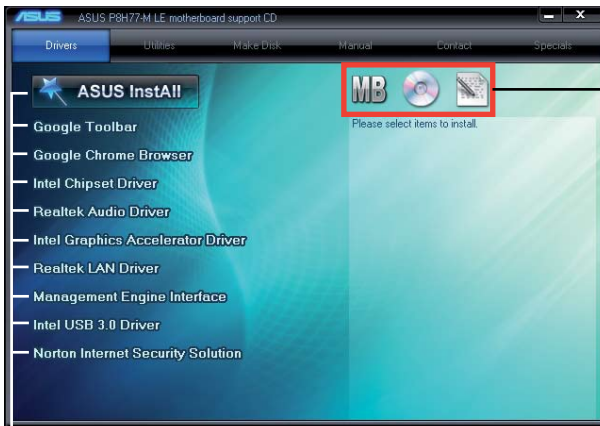 ASUS ASUS P8H77-M LE motherboard support CD
Drivers Utilities Make Disk Manual Contact Specials
ASUS InstAll
MB
Please select items to install.
Google Toolbar
Google Chrome Browser
Intel Chipset Driver
Realtek Audio Driver
Intel Graphics Accelerator Driver
Realtek LAN Driver
Management Engine Interface
Intel USB 3.0 Driver
Norton Internet Security Solution